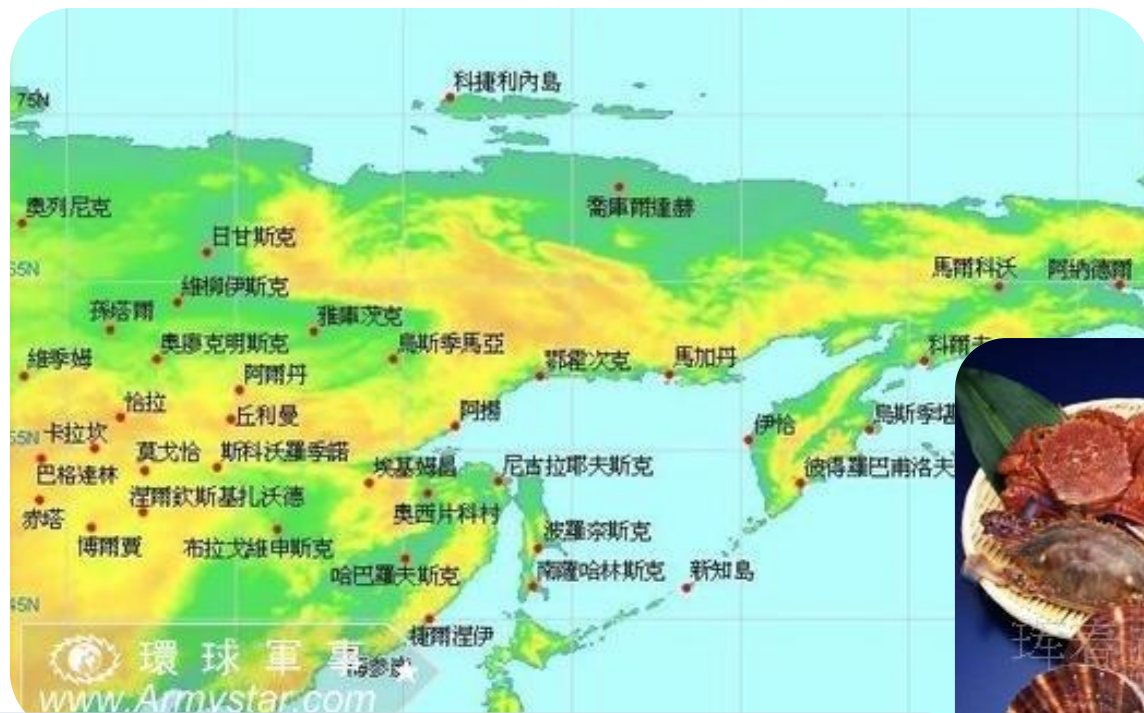 科捷利內島
75N
奧列尼克
喬庫爾達赫
日甘斯克
65N
馬爾科沃
阿納德爾
維柳伊斯克
孫塔爾
雅庫茨克
維季姆
奧廖克明斯克
烏斯季馬亞
鄂霍次克
馬加丹
科爾夫
阿爾丹
恰拉
丘利曼
阿揚
伊恰
烏斯季堪
卡拉坎
55N
莫戈恰
斯科沃羅季諾
埃基姆昌
尼古拉耶夫斯克
彼得羅巴甫洛夫
巴格達林
涅爾欽斯基扎沃德
奧西片科村
赤塔
博爾賈
布拉戈維申斯克
波羅奈斯克
哈巴羅夫斯克
南薩哈林斯克
新知島
45N
捷爾涅伊
環球軍事
海參崴
www.Armystar.com
珲春